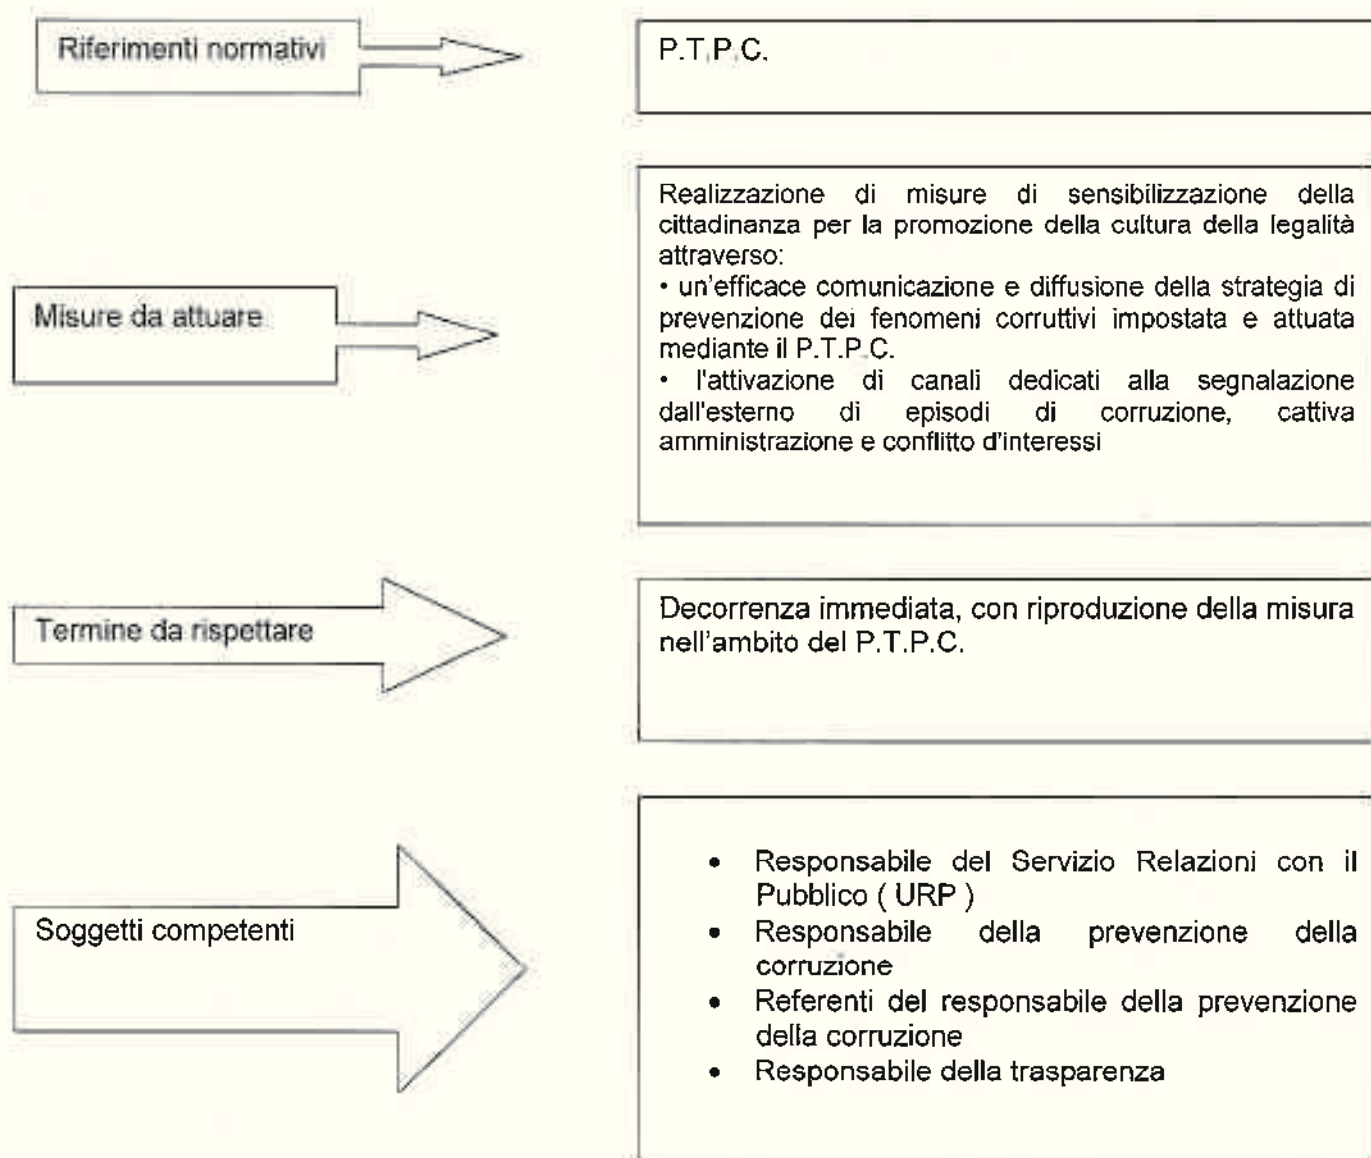 Riferimenti normativi
P.T.P.C.
Misure da attuare
Realizzazione di misure di sensibilizzazione della
cittadinanza per la promozione della cultura della legalità
attraverso:
• un'efficace comunicazione e diffusione della strategia di
prevenzione dei fenomeni corruttivi impostata e attuata
mediante il P.T.P.C.
• l'attivazione di canali dedicati alla segnalazione
dall'esterno di episodi di corruzione, cattiva
amministrazione e conflitto d'interessi
Termine da rispettare
Decorrenza immediata, con riproduzione della misura
nell'ambito del P.T.P.C.
Soggetti competenti
• Responsabile del Servizio Relazioni con il
Pubblico ( URP )
• Responsabile della prevenzione della
corruzione
• Referenti del responsabile della prevenzione
della corruzione
• Responsabile della trasparenza